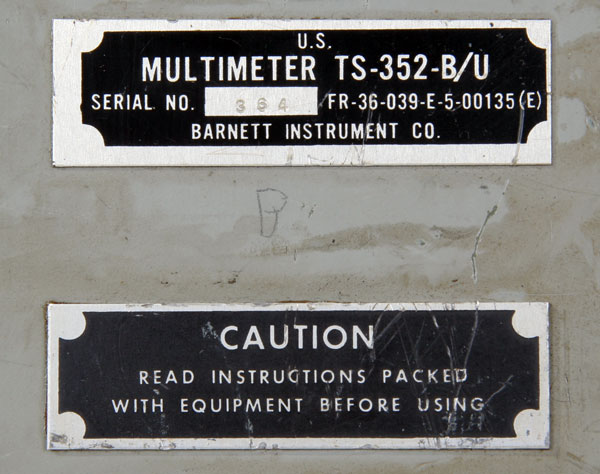 U.S.
MULTIMETER TS-352-B/U
SERIAL NO. 364 FR-36-039-E-5-00135(E)
BARNETT INSTRUMENT CO.
CAUTION
READ INSTRUCTIONS PACKED
WITH EQUIPMENT BEFORE USING